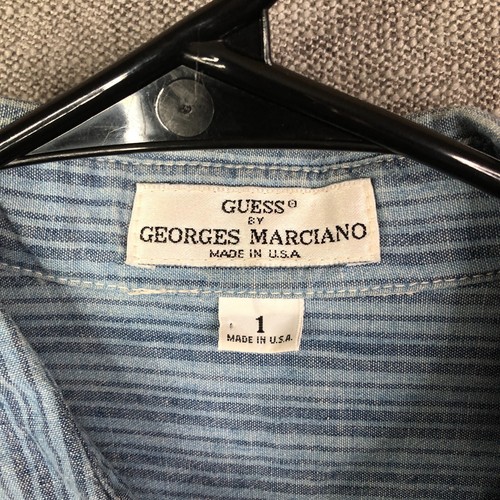 GUESS®
BY
GEORGES MARCIANO
MADE IN U.S.A.
1
MADE IN U.S.A.